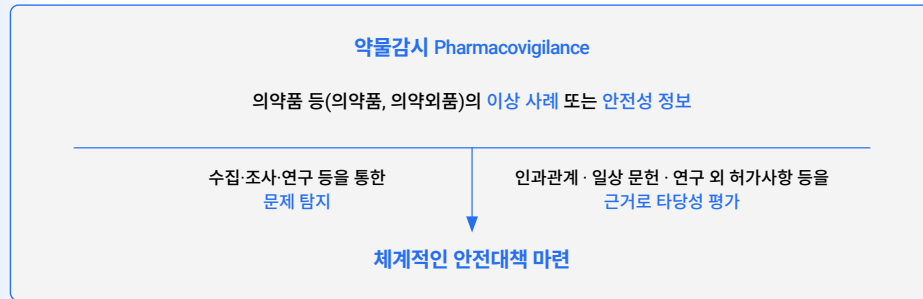 약물감시 Pharmacovigilance
의약품 등(의약품, 의약외품)의 이상 사례 또는 안전성 정보
수집·조사·연구 등을 통한
문제 탐지
인과관계 · 일상 문헌 · 연구 외 허가사항 등을
근거로 타당성 평가
체계적인 안전대책 마련